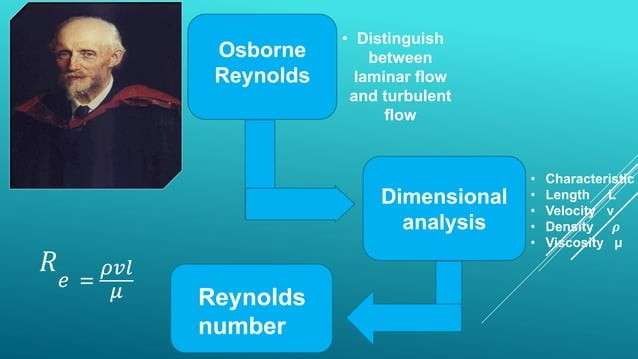 Osborne
Reynolds
• Distinguish
between
laminar flow
and turbulent
flow
Dimensional
analysis
• Characteristic
• Length L
• Velocity v
• Density ρ
• Viscosity μ
Reynolds
number
R_e = ρvl/μ